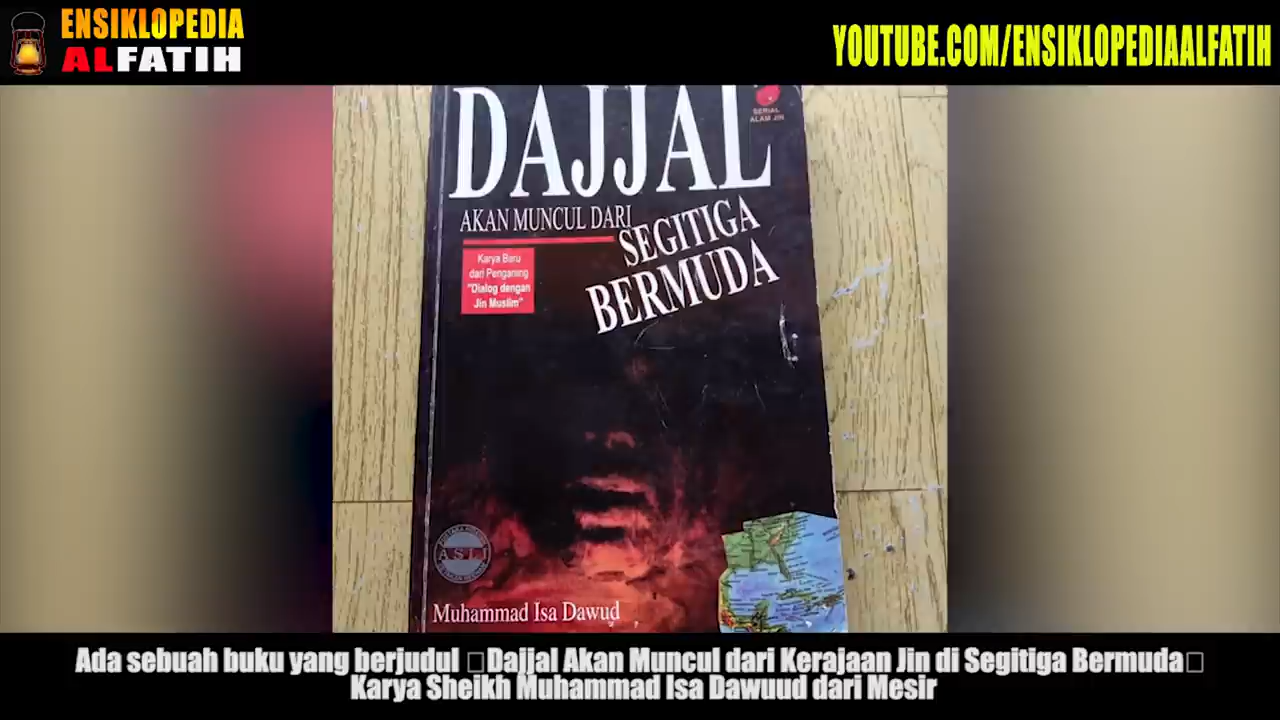 ENSIKLOPEDIA
ALFATIH
YOUTUBE.COM/ENSIKLOPEDIAALFATIH
DAJJAL
SERIAL
ALAM JIN
AKAN MUNCUL DARI
SEGITIGA
BERMUDA
Karya Baru
dari Pengarang
"Dialog dengan
Jin Muslim"
ASLI
Muhammad Isa Dawud
Ada sebuah buku yang berjudul Dajjal Akan Muncul dari Kerajaan Jin di Segitiga Bermuda
Karya Sheikh Muhammad Isa Dawuud dari Mesir